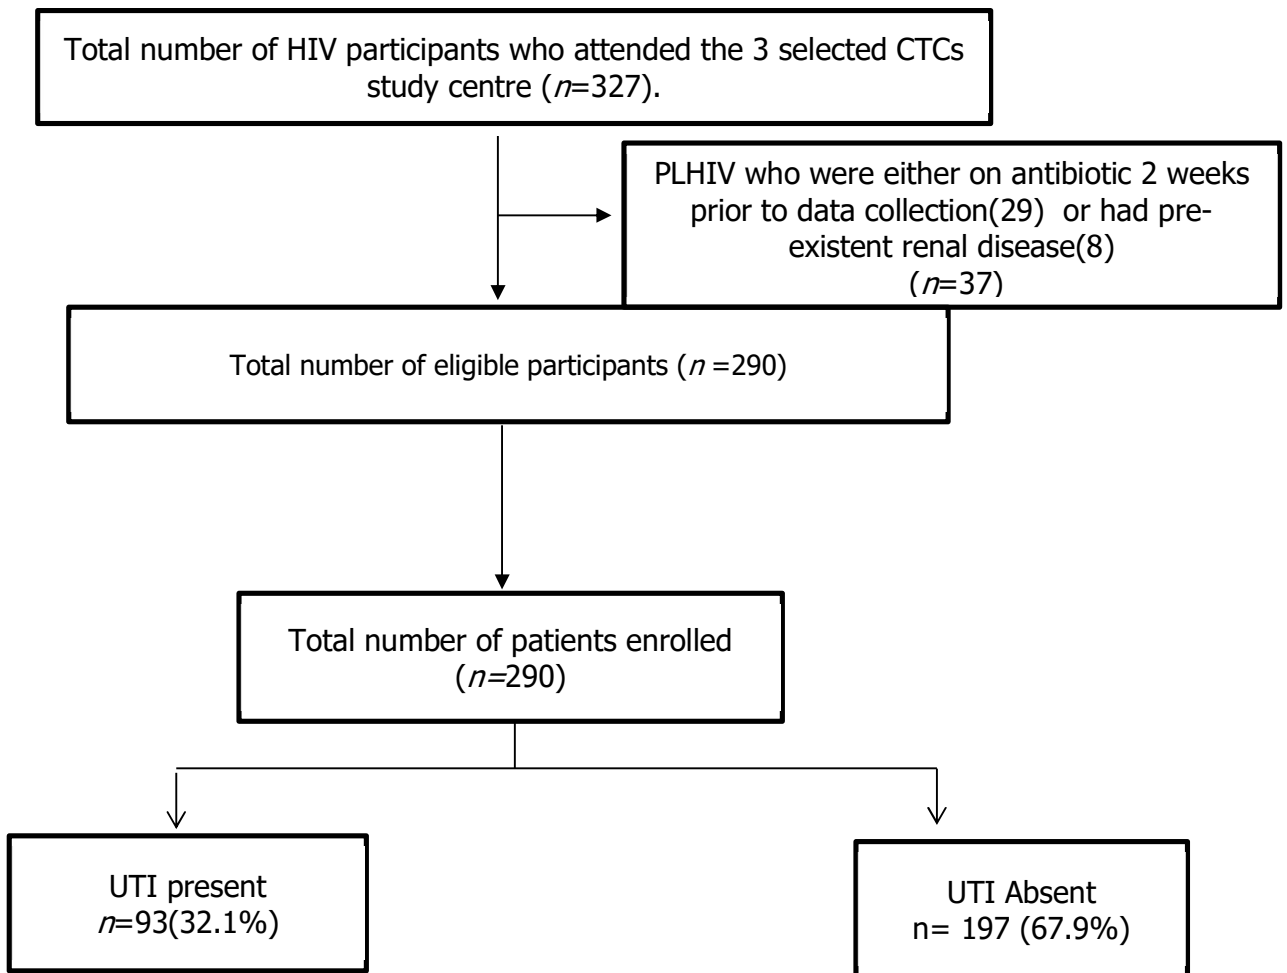 Total number of HIV participants who attended the 3 selected CTCs
study centre (n=327).
PLHIV who were either on antibiotic 2 weeks
prior to data collection(29)  or had pre-
existent renal disease(8)
(n=37)
Total number of eligible participants (n =290)
Total number of patients enrolled
(n=290)
UTI present
n=93(32.1%)
UTI Absent
n= 197 (67.9%)